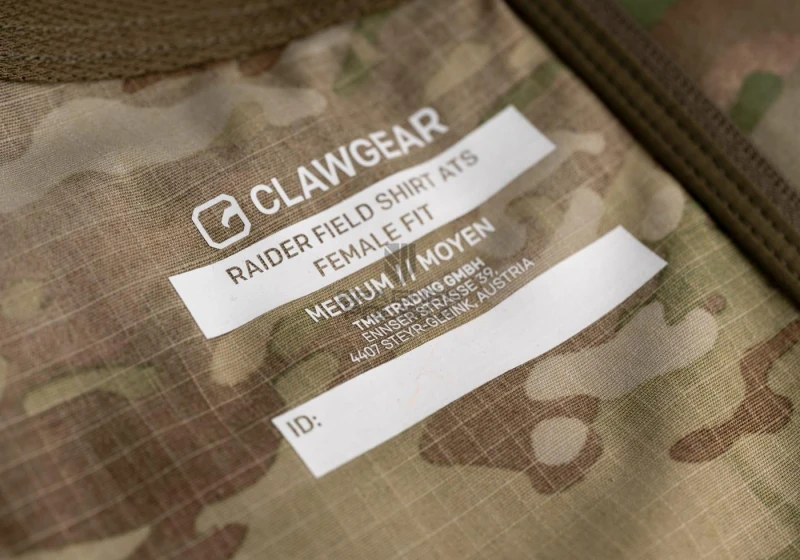 CLAWGEAR
RAIDER FIELD SHIRT ATS
FEMALE FIT
MEDIUM // MOYEN
TMH TRADING GMBH
ENNSER STRASSE 39,
4407 STEYR-GLEINK, AUSTRIA
ID: